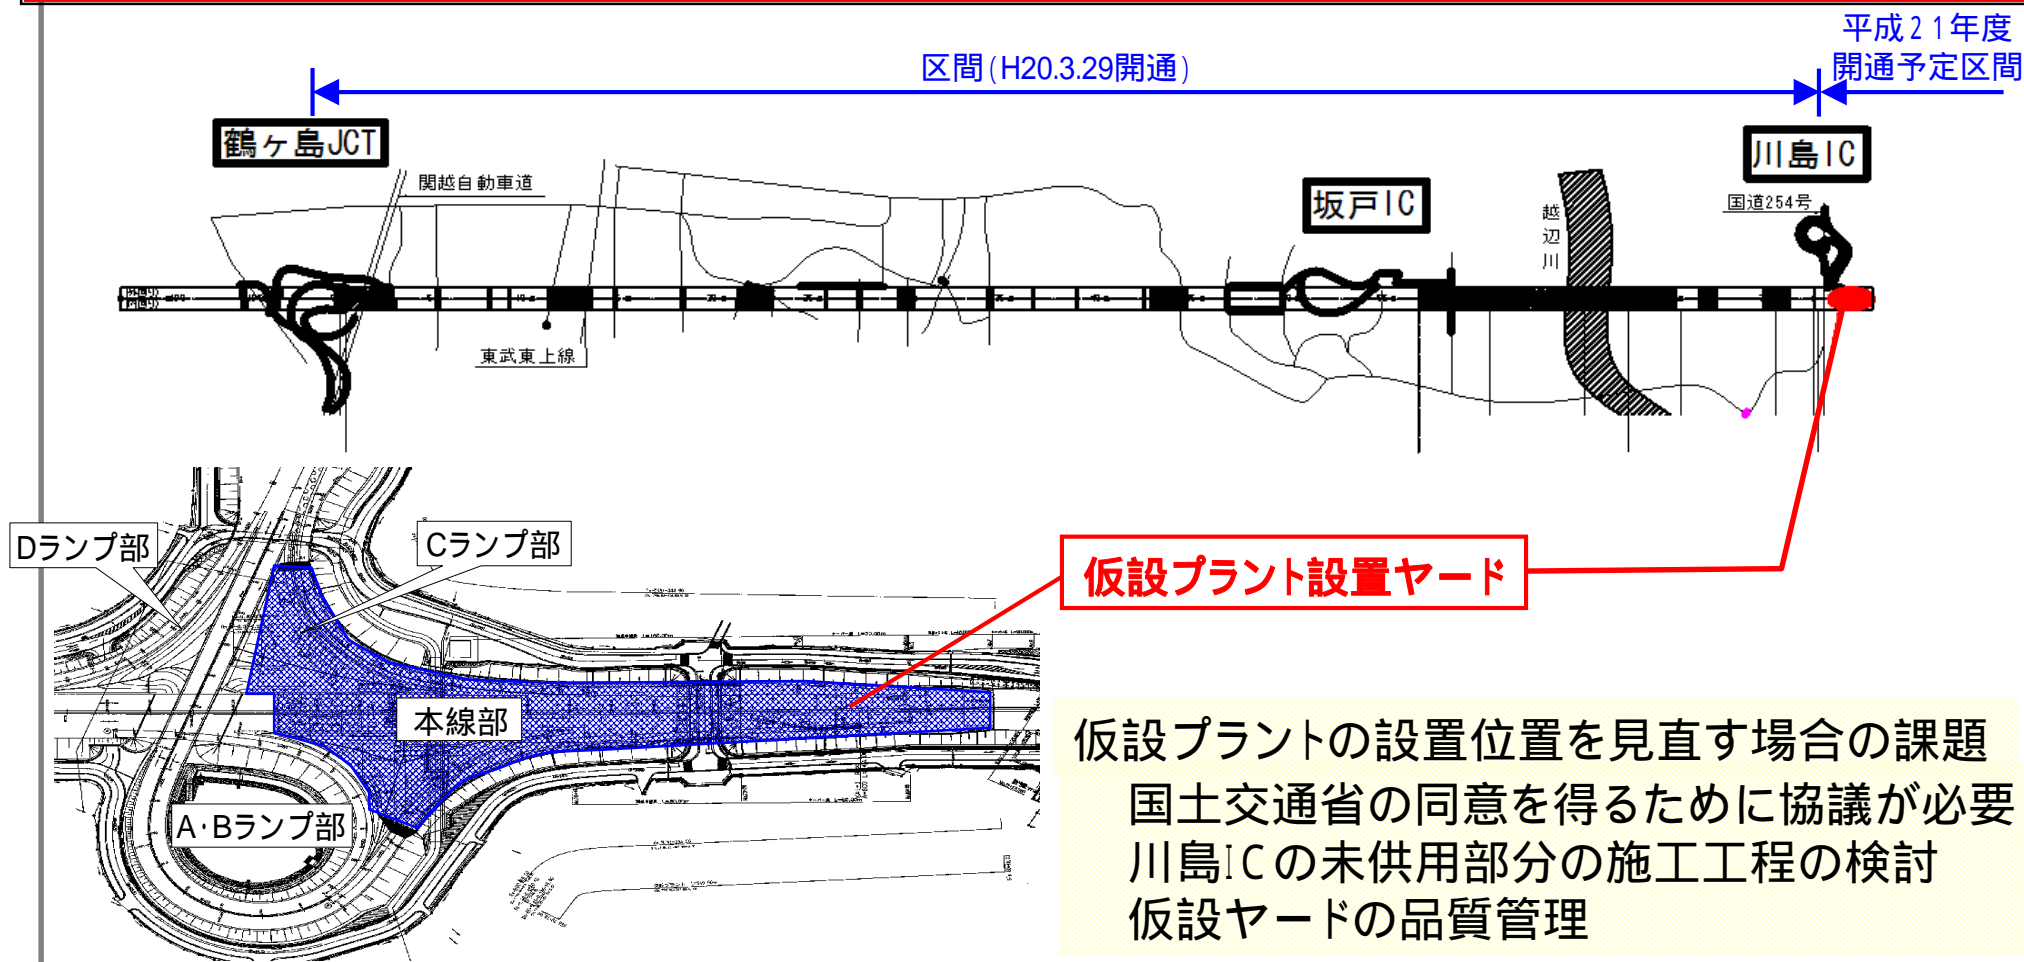 平成21年度
開通予定区間
区間(H20.3.29開通)
鶴ヶ島JCT
川島IC
関越自動車道
坂戸IC
国道254号
越辺川
東武東上線
Dランプ部
Cランプ部
仮設プラント設置ヤード
本線部
A・Bランプ部
仮設プラントの設置位置を見直す場合の課題
国土交通省の同意を得るために協議が必要
川島ICの未供用部分の施工工程の検討
仮設ヤードの品質管理